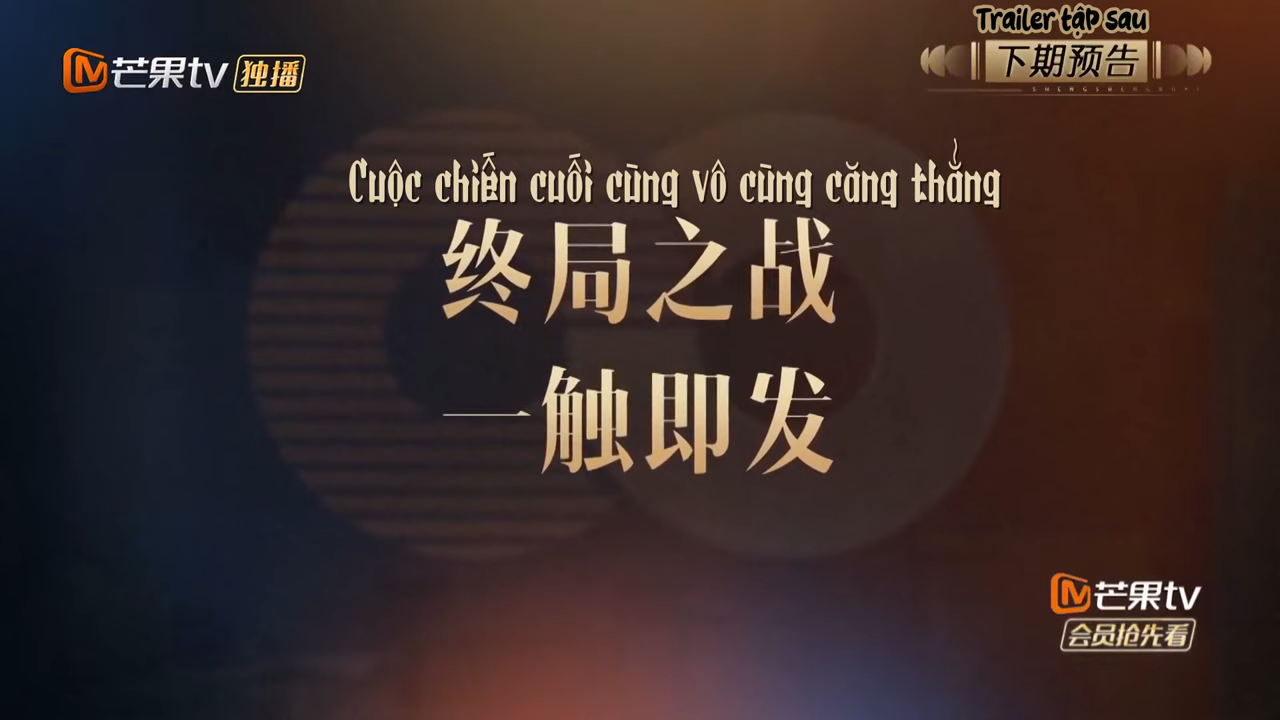 Trailer tập sau
芒果tv 独播
下期预告
SHENGSHENGBUXI
Cuộc chiến cuối cùng vô cùng căng thẳng
终局之战
一触即发
芒果tv
会员抢先看